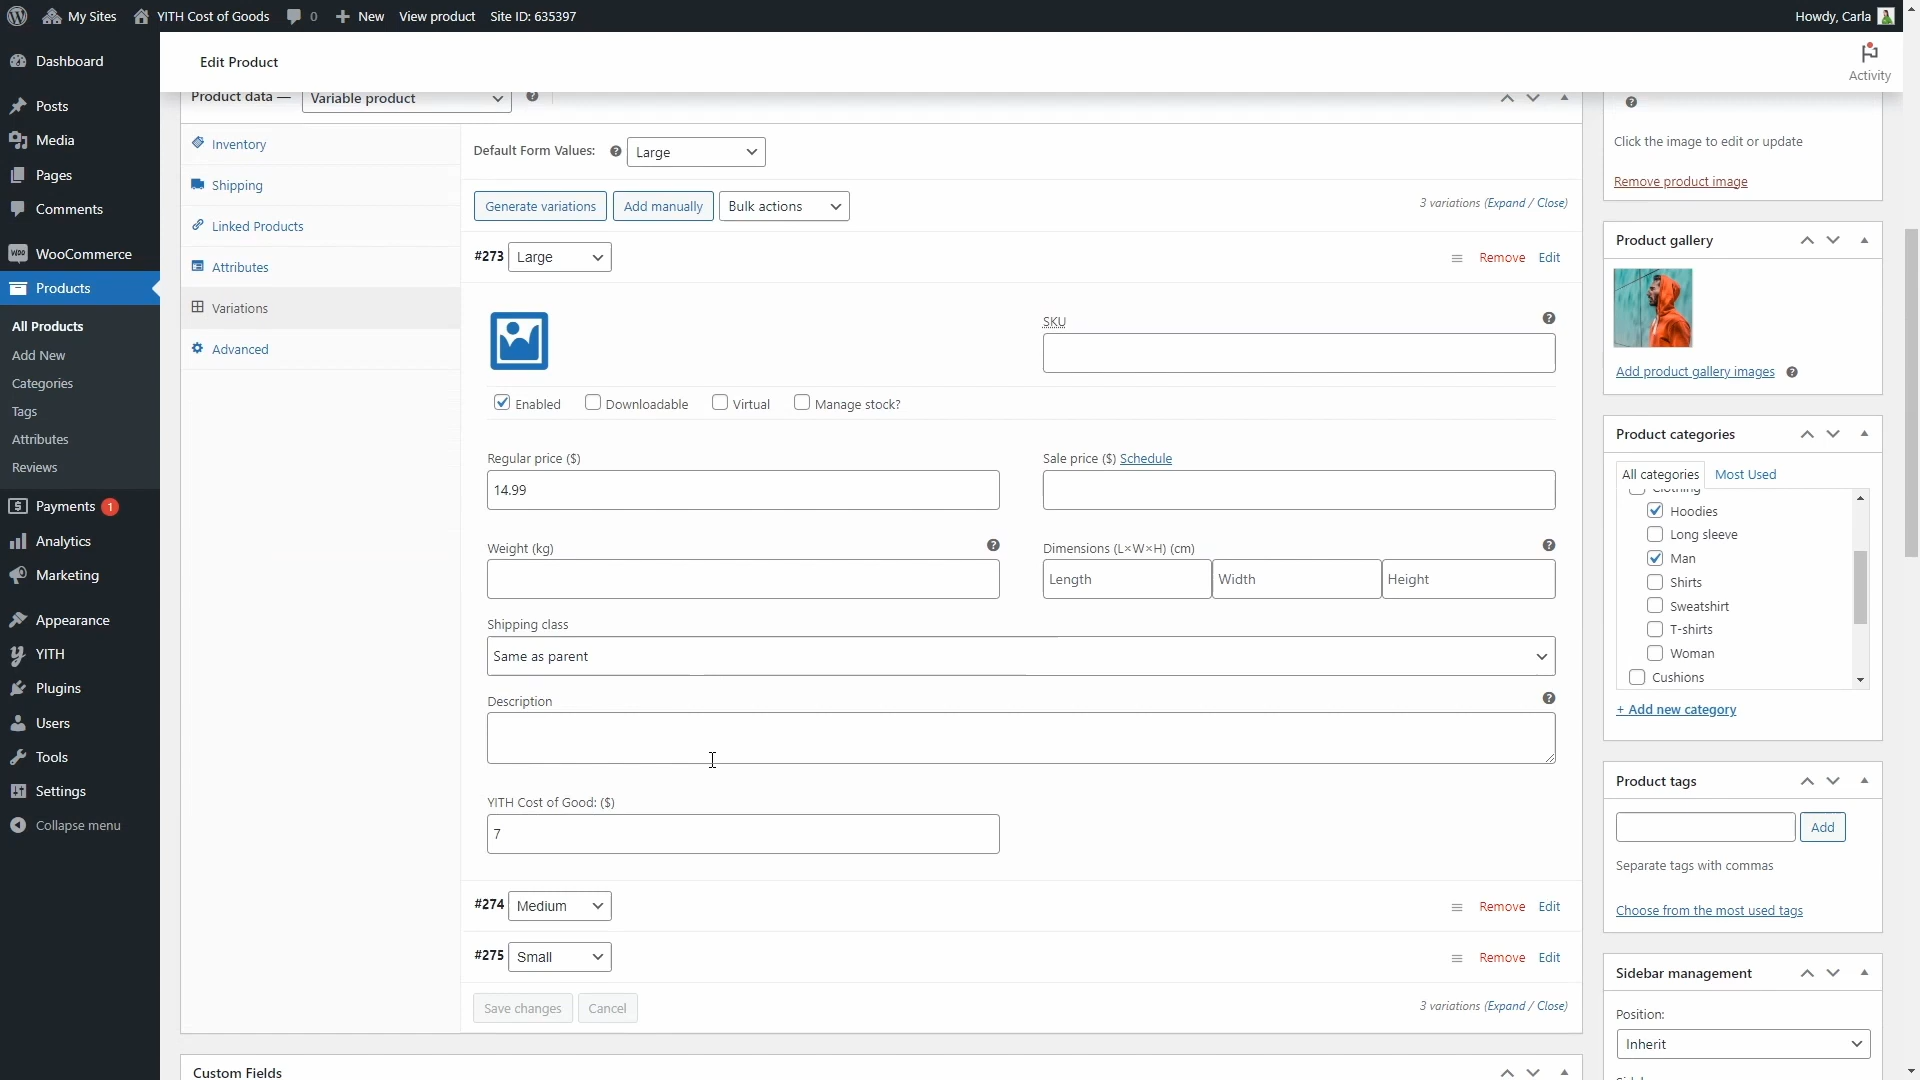 My Sites
YITH Cost of Goods
0
New
View product
Site ID: 635397
Howdy, Carla
Dashboard
Posts
Media
Pages
Comments
WooCommerce
Products
All Products
Add New
Categories
Tags
Attributes
Reviews
Payments 1
Analytics
Marketing
Appearance
YITH
Plugins
Users
Tools
Settings
Collapse menu
Edit Product
Activity
Product data — Variable product
Inventory
Shipping
Linked Products
Attributes
Variations
Advanced
Default Form Values: Large
Generate variations
Add manually
Bulk actions
3 variations (Expand / Close)
#273 Large
Remove Edit
SKU
Enabled
Downloadable
Virtual
Manage stock?
Regular price ($)
14.99
Sale price ($) Schedule
Weight (kg)
Dimensions (L×W×H) (cm)
Length
Width
Height
Shipping class
Same as parent
Description
YITH Cost of Good: ($)
7
#274 Medium
Remove Edit
#275 Small
Remove Edit
Save changes
Cancel
3 variations (Expand / Close)
Custom Fields
Click the image to edit or update
Remove product image
Product gallery
Add product gallery images
Product categories
All categories
Most Used
Clothing
Hoodies
Long sleeve
Man
Shirts
Sweatshirt
T-shirts
Woman
Cushions
+ Add new category
Product tags
Add
Separate tags with commas
Choose from the most used tags
Sidebar management
Position:
Inherit